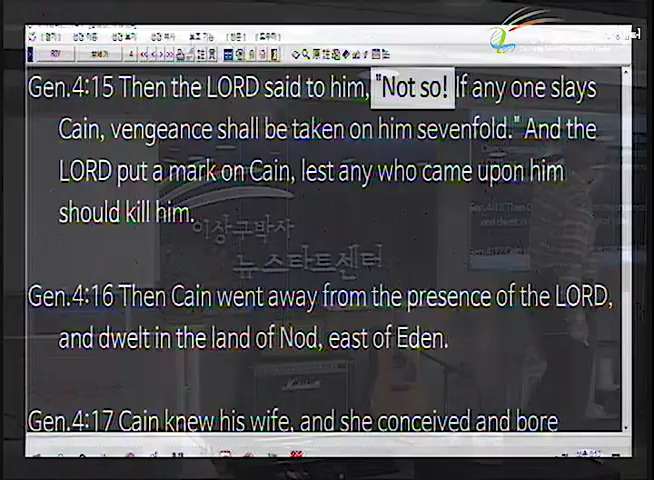 Gen.4:15 Then the LORD said to him, "Not so! If any one slays
Cain, vengeance shall be taken on him sevenfold." And the
LORD put a mark on Cain, lest any who came upon him
should kill him.
이상구박사
뉴스타트센터
Gen.4:16 Then Cain went away from the presence of the LORD,
and dwelt in the land of Nod, east of Eden.
Gen.4:17 Cain knew his wife, and she conceived and bore